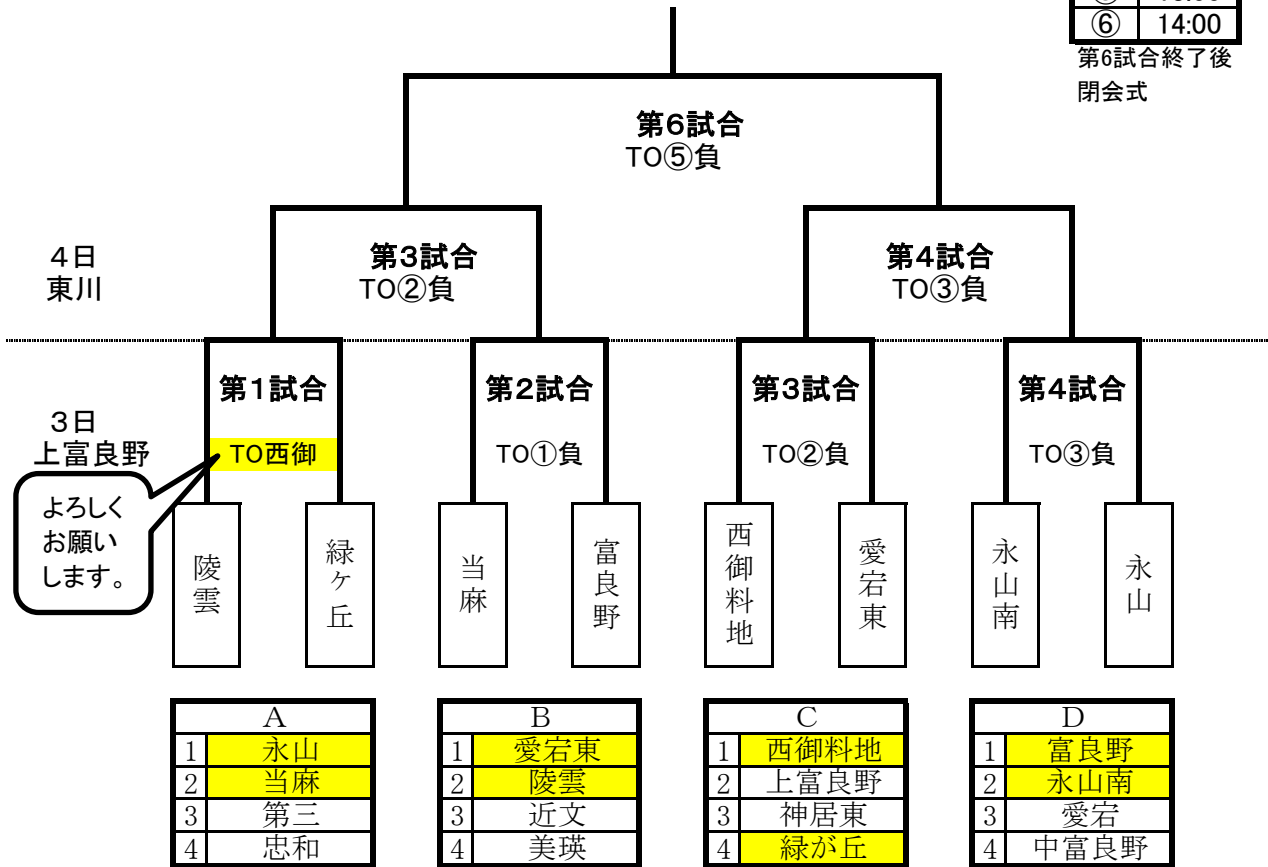 ⑥ 14:00
第6試合終了後
閉会式
第6試合
TO⑤負
4日
東川
第3試合
TO②負
第4試合
TO③負
3日
上富良野
第1試合
TO西御
第2試合
TO①負
第3試合
TO②負
第4試合
TO③負
よろしく
お願い
します。
陵雲
緑ケ丘
当麻
富良野
西御料地
愛宕東
永山南
永山
A
1 永山
2 当麻
3 第三
4 忠和
B
1 愛宕東
2 陵雲
3 近文
4 美瑛
C
1 西御料地
2 上富良野
3 神居東
4 緑が丘
D
1 富良野
2 永山南
3 愛宕
4 中富良野